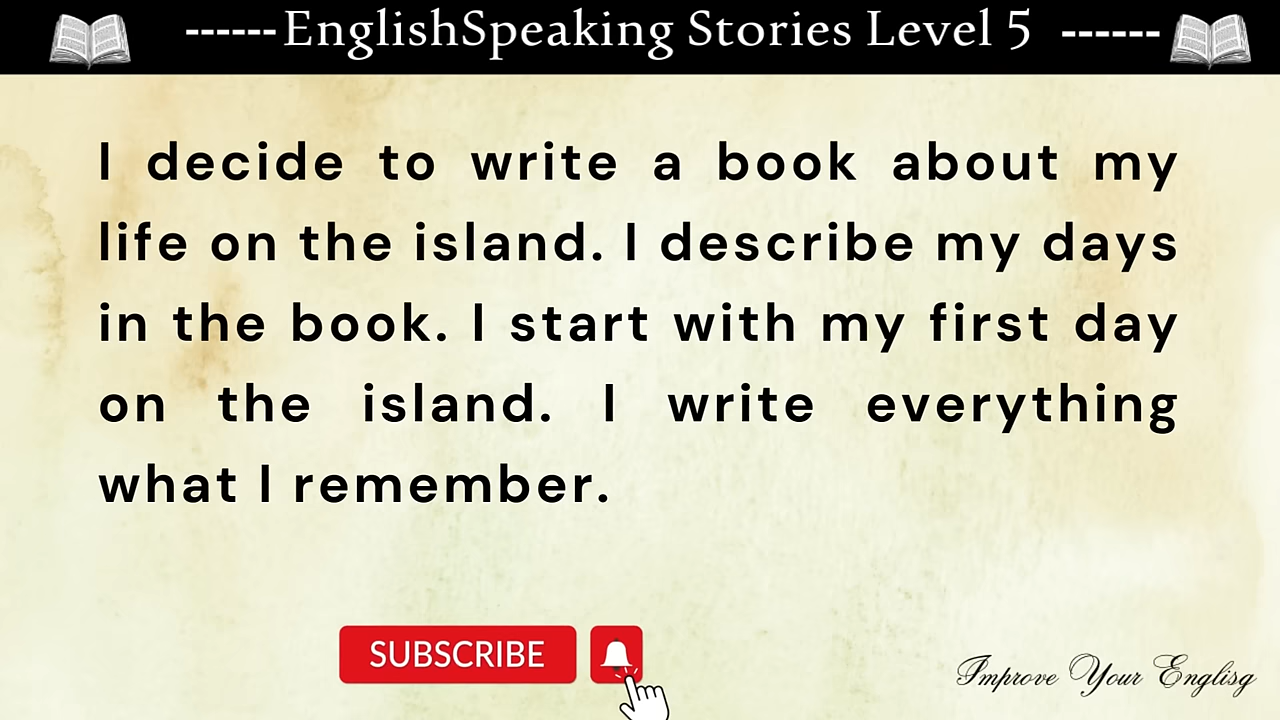 ------EnglishSpeaking Stories Level 5 ------
I decide to write a book about my
life on the island. I describe my days
in the book. I start with my first day
on the island. I write everything
what I remember.
SUBSCRIBE
Improve Your Englisg